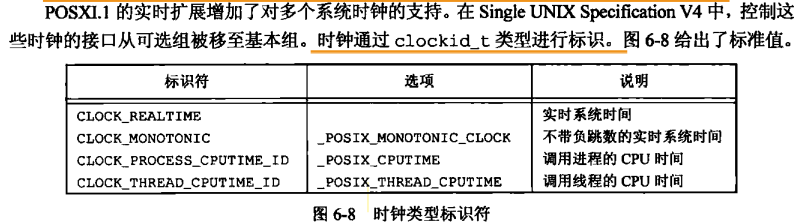 POSXI.1 的实时扩展增加了对多个系统时钟的支持。在 Single UNIX Specification V4 中，控制这
些时钟的接口从可选组被移至基本组。时钟通过 clockid_t 类型进行标识。图 6-8 给出了标准值。
标识符 选项 说明
CLOCK_REALTIME 实时系统时间
CLOCK_MONOTONIC _POSIX_MONOTONIC_CLOCK 不带负跳数的实时系统时间
CLOCK_PROCESS_CPUTIME_ID _POSIX_CPUTIME 调用进程的 CPU 时间
CLOCK_THREAD_CPUTIME_ID _POSIX_THREAD_CPUTIME 调用线程的 CPU 时间
图 6-8 时钟类型标识符